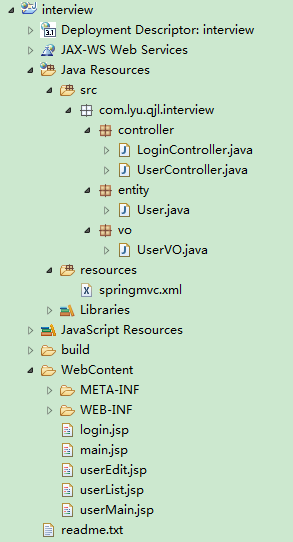 interview
3.1 Deployment Descriptor: interview
JAX-WS Web Services
Java Resources
src
com.lyu.qjl.interview
controller
LoginController.java
UserController.java
entity
User.java
vo
UserVO.java
resources
springmvc.xml
Libraries
JavaScript Resources
build
WebContent
META-INF
WEB-INF
login.jsp
main.jsp
userEdit.jsp
userList.jsp
userMain.jsp
readme.txt